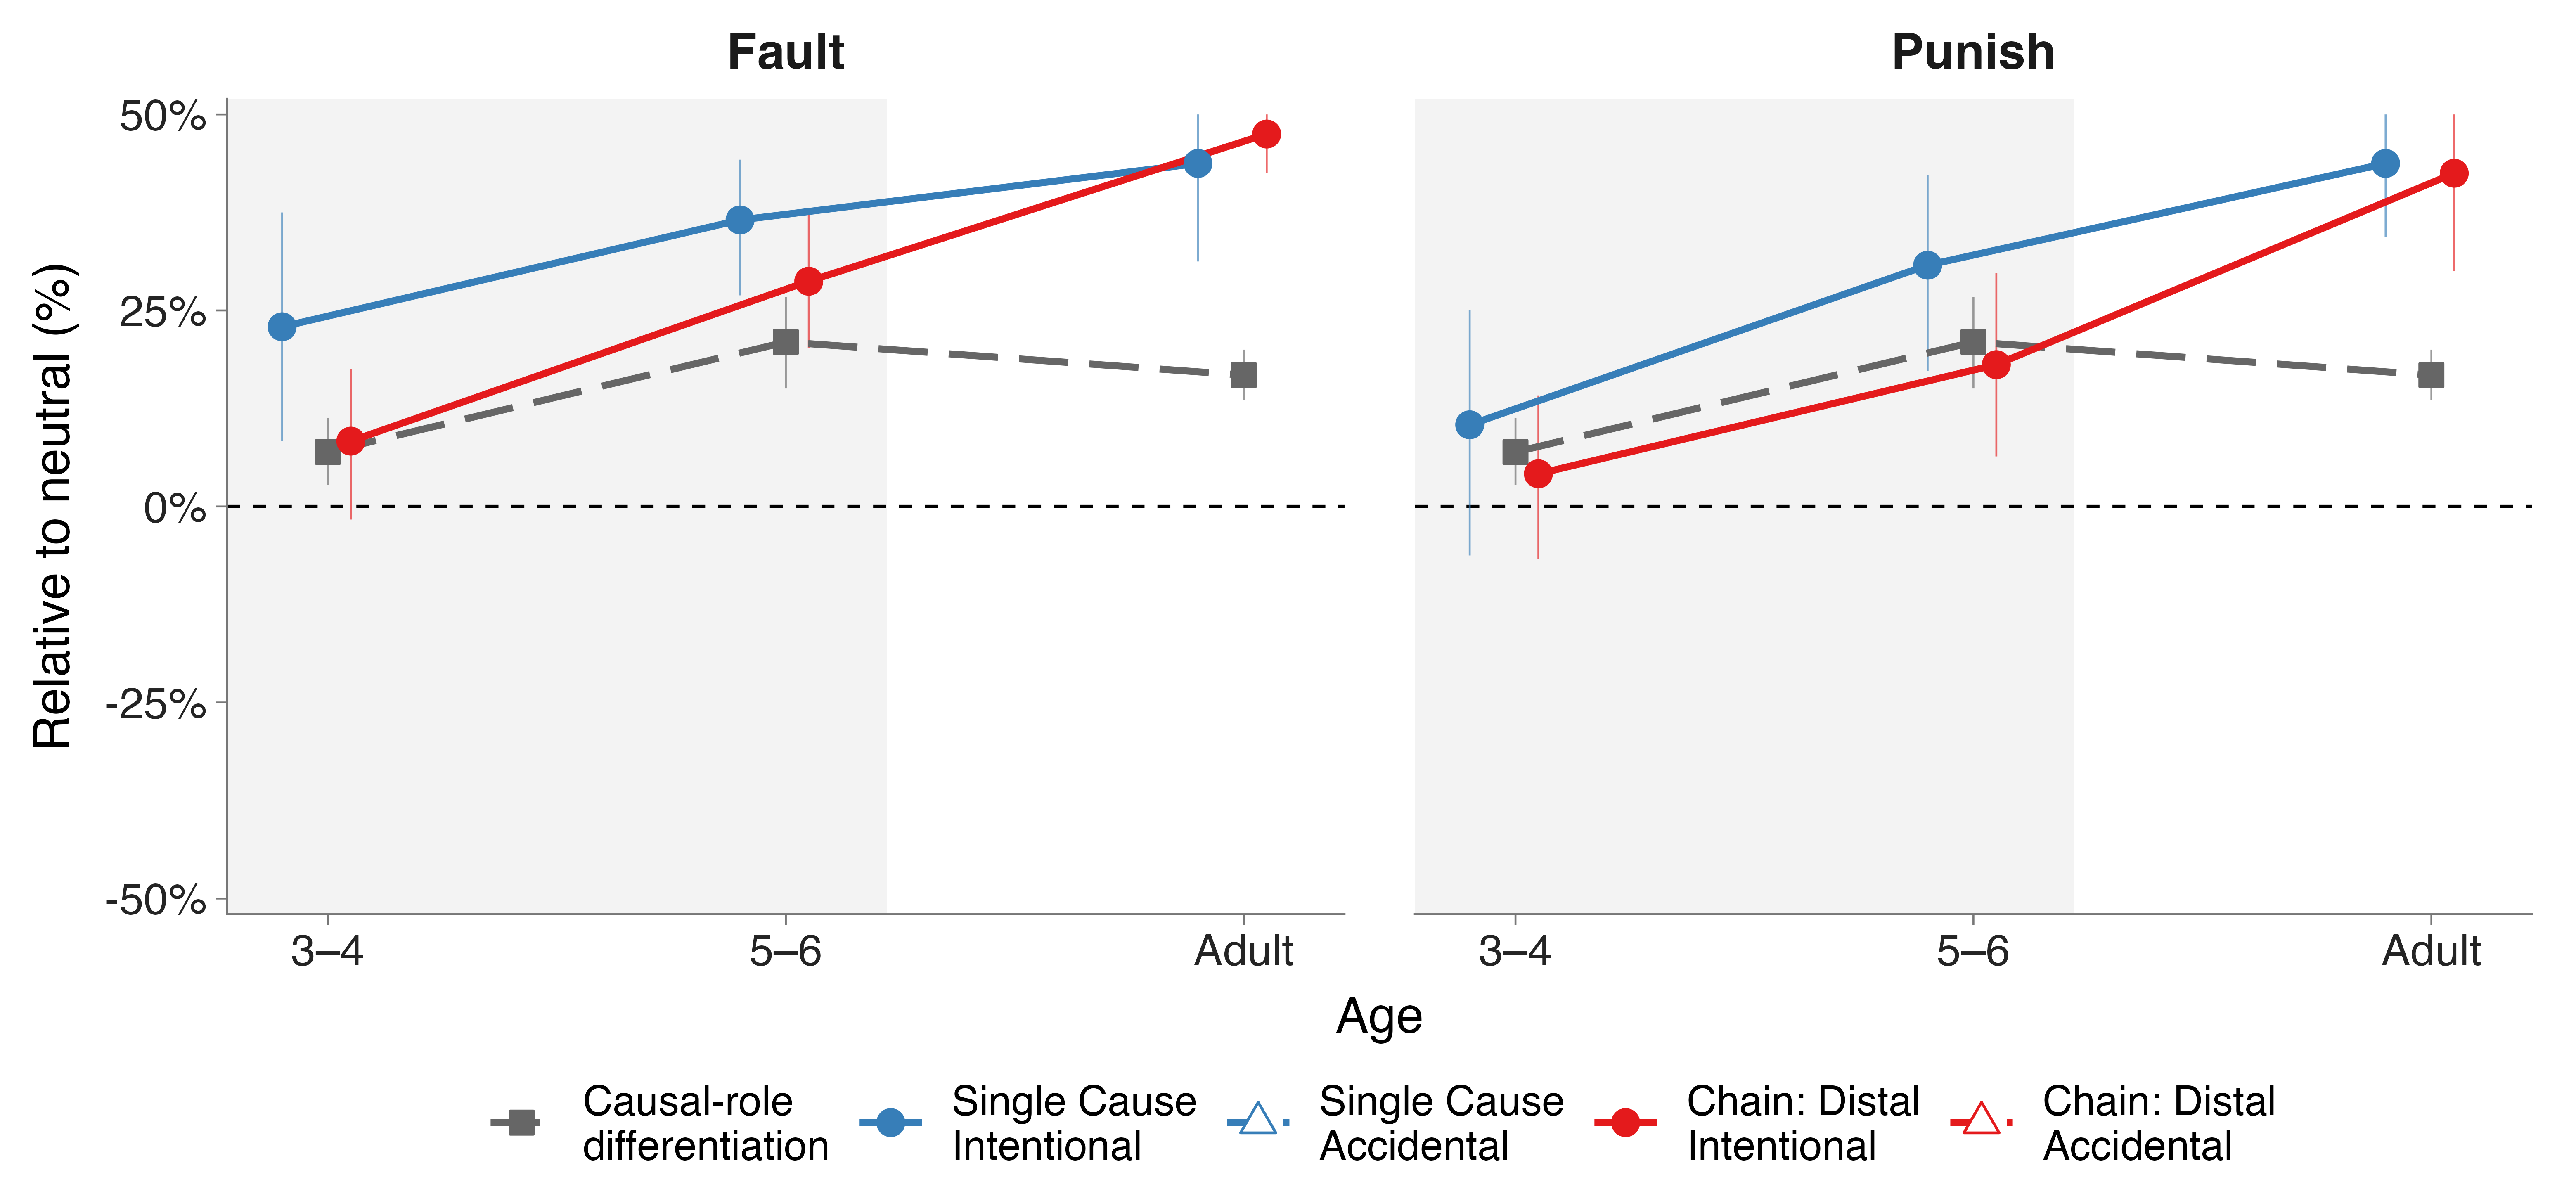 Fault
Punish
Relative to neutral (%)
50%
25%
0%
-25%
-50%
3–4
5–6
Adult
3–4
5–6
Adult
Age
Causal-role
differentiation
Single Cause
Intentional
Single Cause
Accidental
Chain: Distal
Intentional
Chain: Distal
Accidental